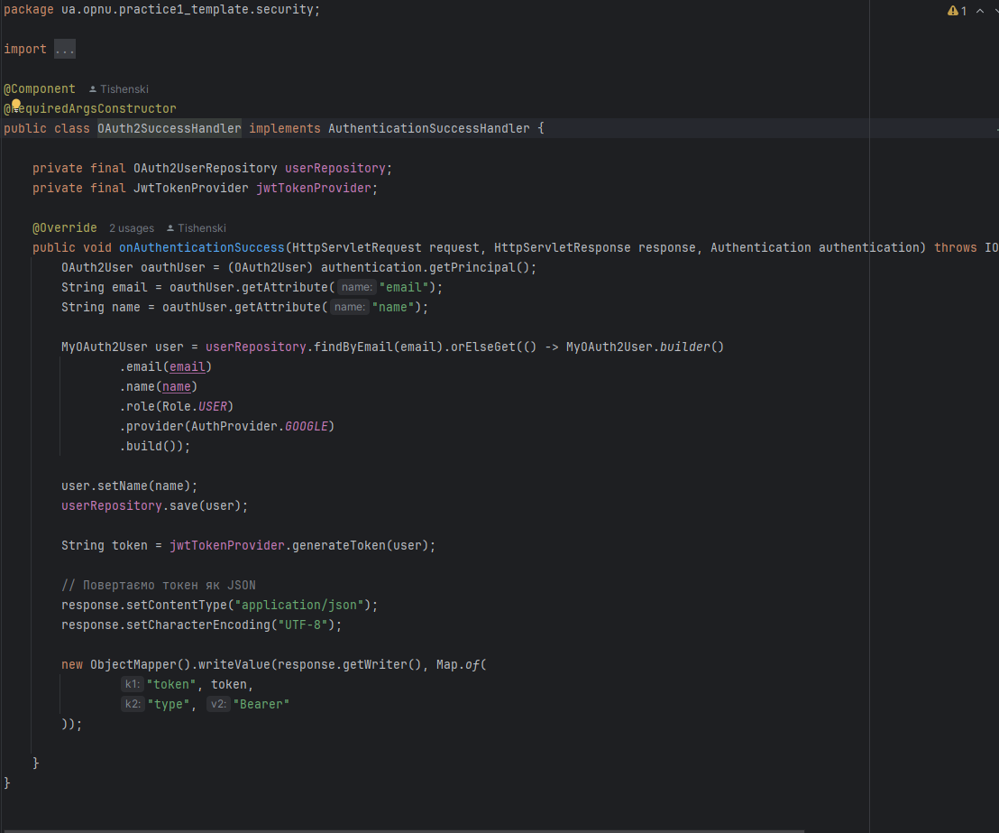 package ua.opnu.practice1_template.security;
1
import ...
@Component Tishenski
@RequiredArgsConstructor
public class OAuth2SuccessHandler implements AuthenticationSuccessHandler {
private final OAuth2UserRepository userRepository;
private final JwtTokenProvider jwtTokenProvider;
@Override 2 usages Tishenski
public void onAuthenticationSuccess(HttpServletRequest request, HttpServletResponse response, Authentication authentication) throws IO
OAuth2User oauthUser = (OAuth2User) authentication.getPrincipal();
String email = oauthUser.getAttribute( name: "email");
String name = oauthUser.getAttribute( name: "name");
MyOAuth2User user = userRepository.findByEmail(email).orElseGet(() -> MyOAuth2User.builder()
.email(email)
.name(name)
.role(Role.USER)
.provider(AuthProvider.GOOGLE)
.build());
user.setName(name);
userRepository.save(user);
String token = jwtTokenProvider.generateToken(user);
// Повертаємо токен як JSON
response.setContentType("application/json");
response.setCharacterEncoding("UTF-8");
new ObjectMapper().writeValue(response.getWriter(), Map.of(
k1: "token", token,
k2: "type", v2: "Bearer"
));
}
}